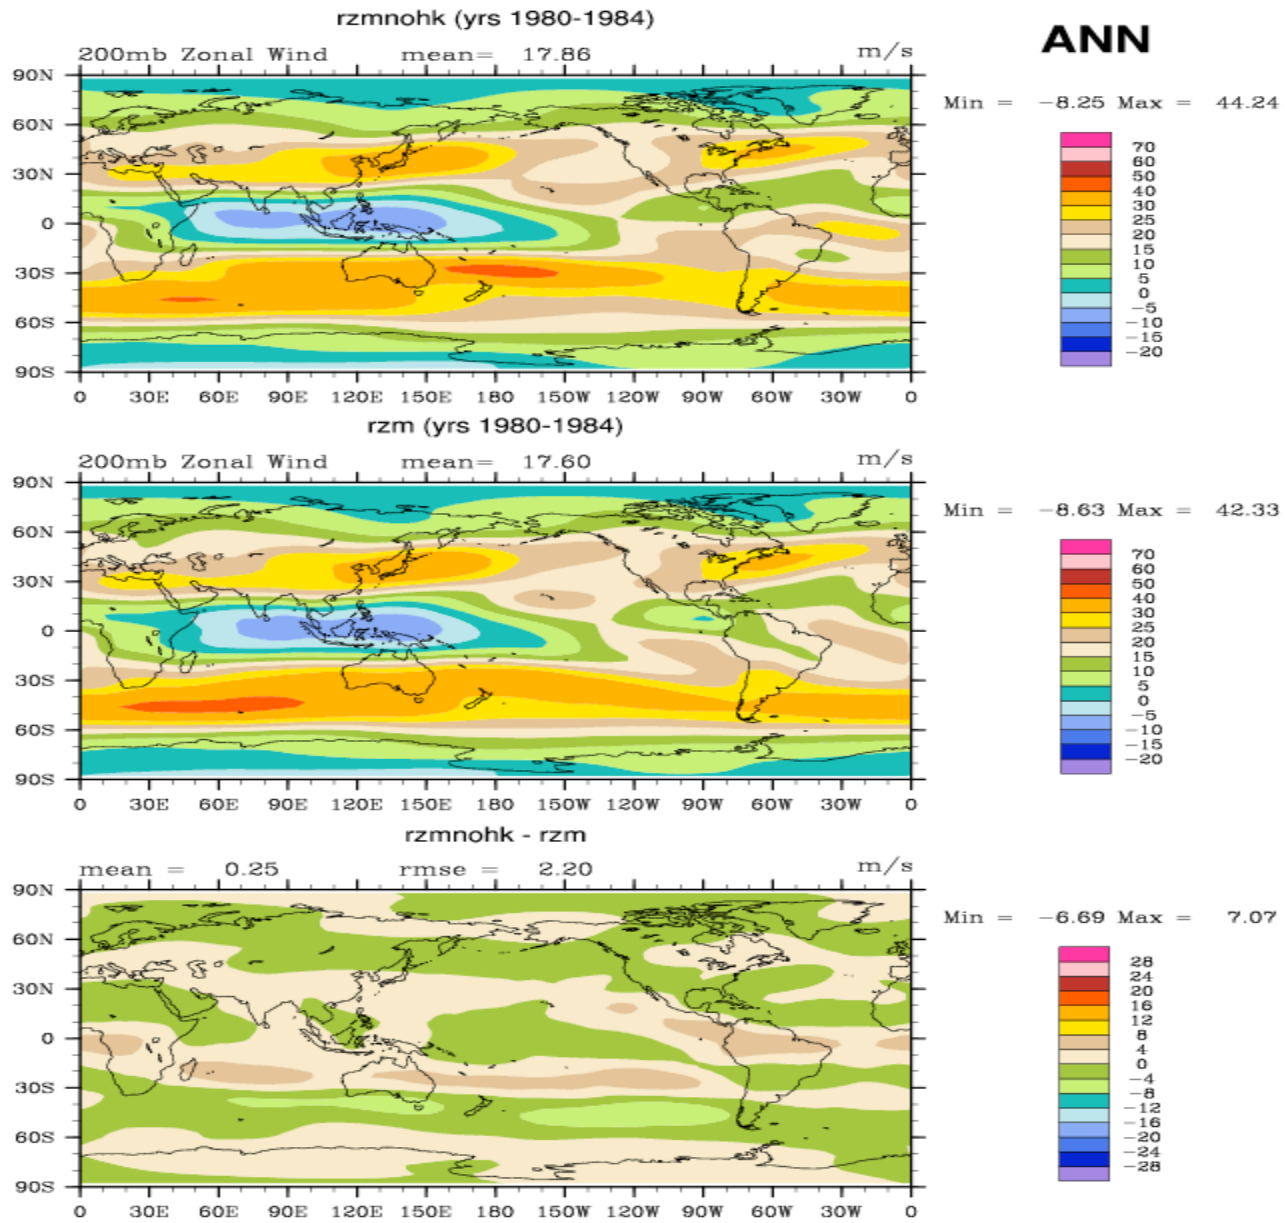 rzmnohk (yrs 1980-1984)
ANN
200mb Zonal Wind mean= 17.86 m/s
Min = -8.25 Max = 44.24
90N
60N
30N
0
30S
60S
90S
0 30E 60E 90E 120E 150E 180 150W 120W 90W 60W 30W 0
70
60
50
40
30
25
20
15
10
5
0
-5
-10
-15
-20
rzm (yrs 1980-1984)
200mb Zonal Wind mean= 17.60 m/s
Min = -8.63 Max = 42.33
90N
60N
30N
0
30S
60S
90S
0 30E 60E 90E 120E 150E 180 150W 120W 90W 60W 30W 0
70
60
50
40
30
25
20
15
10
5
0
-5
-10
-15
-20
rzmnohk - rzm
mean = 0.25 rmse = 2.20 m/s
Min = -6.69 Max = 7.07
90N
60N
30N
0
30S
60S
90S
0 30E 60E 90E 120E 150E 180 150W 120W 90W 60W 30W 0
28
24
20
16
12
8
4
0
-4
-8
-12
-16
-20
-24
-28